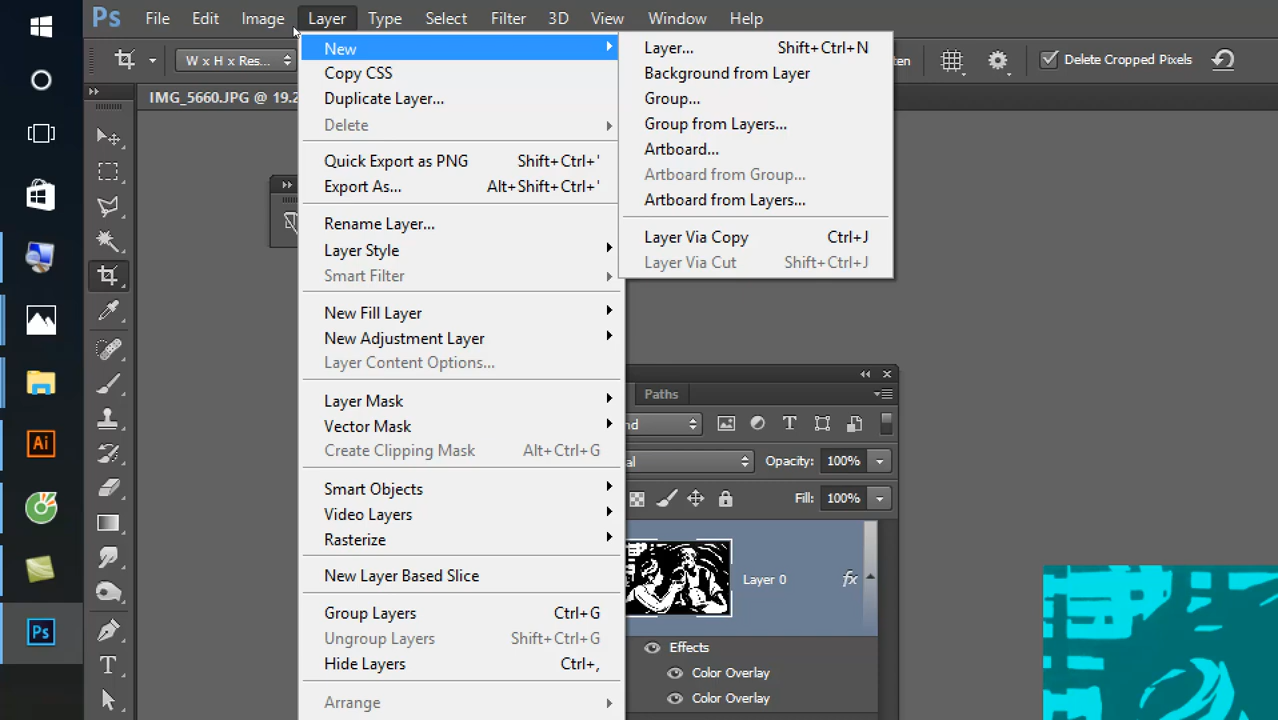 Ps File Edit Image Layer Type Select Filter 3D View Window Help
W x H x Res... Delete Cropped Pixels
IMG_5660.JPG @ 19.2
New
Copy CSS
Duplicate Layer...
Delete
Quick Export as PNG Shift+Ctrl+'
Export As... Alt+Shift+Ctrl+'
Rename Layer...
Layer Style
Smart Filter
New Fill Layer
New Adjustment Layer
Layer Content Options...
Layer Mask
Vector Mask
Create Clipping Mask Alt+Ctrl+G
Smart Objects
Video Layers
Rasterize
New Layer Based Slice
Group Layers Ctrl+G
Ungroup Layers Shift+Ctrl+G
Hide Layers Ctrl+,
Arrange
Layer... Shift+Ctrl+N
Background from Layer
Group...
Group from Layers...
Artboard...
Artboard from Group...
Artboard from Layers...
Layer Via Copy Ctrl+J
Layer Via Cut Shift+Ctrl+J
Paths
Opacity: 100%
Fill: 100%
Layer 0 fx
Effects
Color Overlay
Color Overlay
Ai
Ps